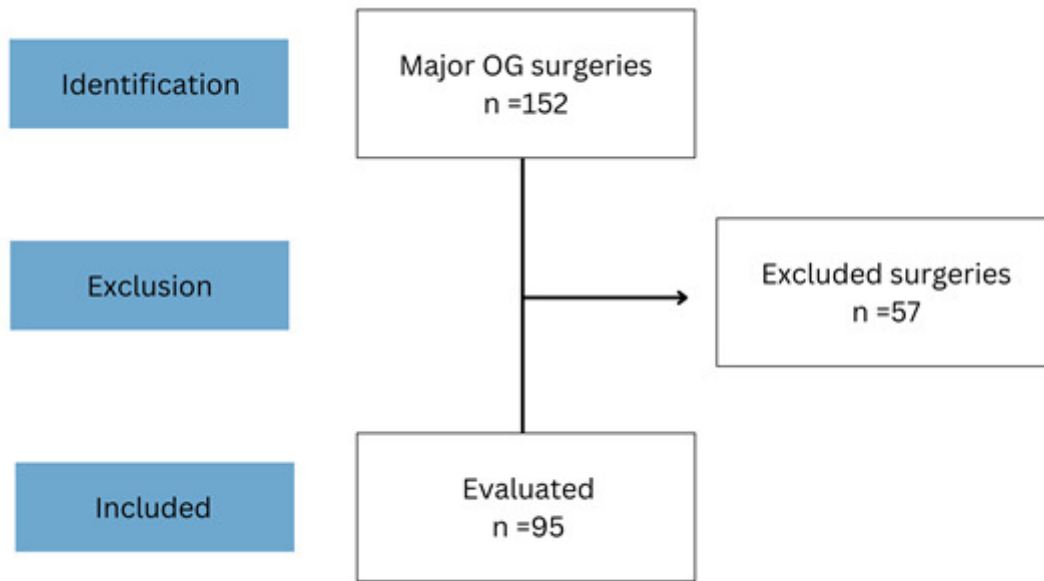 Identification
Major OG surgeries
n =152
Exclusion
Excluded surgeries
n =57
Included
Evaluated
n =95